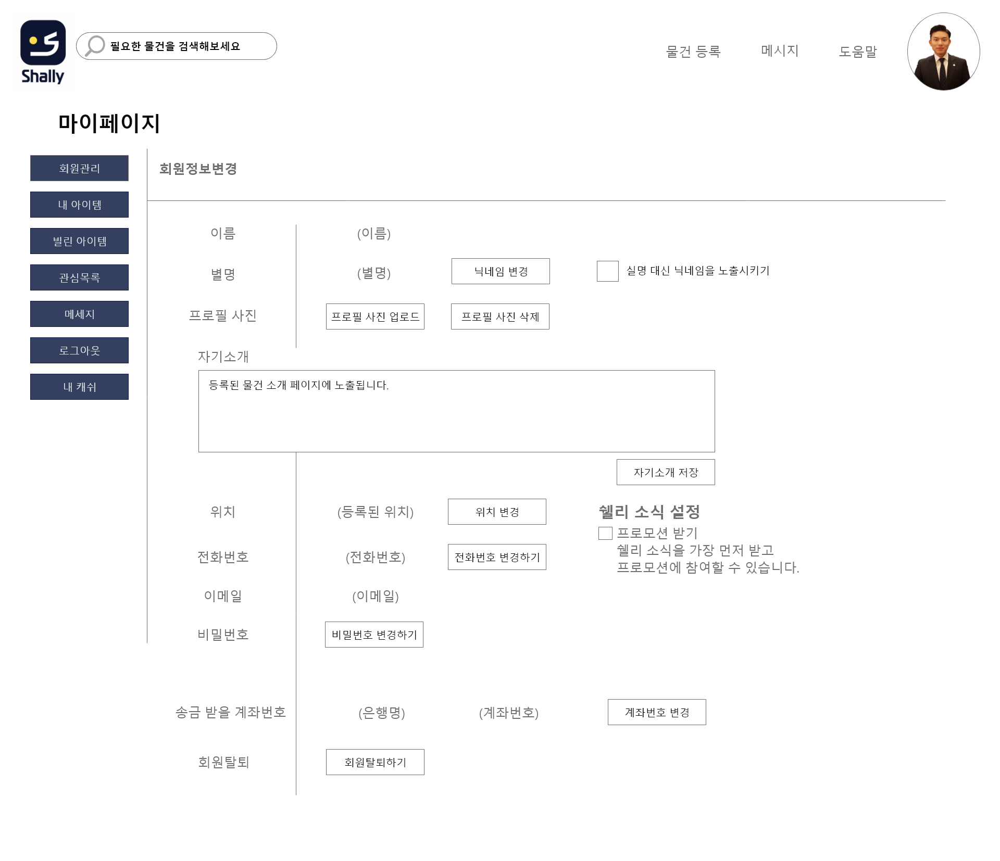 Shally
필요한 물건을 검색해보세요
물건 등록
메시지
도움말
마이페이지
회원관리
내 아이템
빌린 아이템
관심목록
메세지
로그아웃
내 캐쉬
회원정보변경
이름
(이름)
별명
(별명)
닉네임 변경
실명 대신 닉네임을 노출시키기
프로필 사진
프로필 사진 업로드
프로필 사진 삭제
자기소개
등록된 물건 소개 페이지에 노출됩니다.
자기소개 저장
위치
(등록된 위치)
위치 변경
쉘리 소식 설정
프로모션 받기
쉘리 소식을 가장 먼저 받고
프로모션에 참여할 수 있습니다.
전화번호
(전화번호)
전화번호 변경하기
이메일
(이메일)
비밀번호
비밀번호 변경하기
송금 받을 계좌번호
(은행명)
(계좌번호)
계좌번호 변경
회원탈퇴
회원탈퇴하기